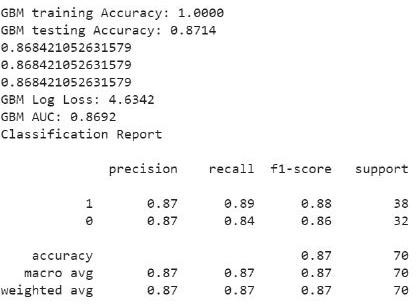 GBM training Accuracy: 1.0000
GBM testing Accuracy: 0.8714
0.868421052631579
0.868421052631579
0.868421052631579
GBM Log Loss: 4.6342
GBM AUC: 0.8692
Classification Report
precision recall f1-score support
1 0.87 0.89 0.88 38
0 0.87 0.84 0.86 32
accuracy 0.87 70
macro avg 0.87 0.87 0.87 70
weighted avg 0.87 0.87 0.87 70